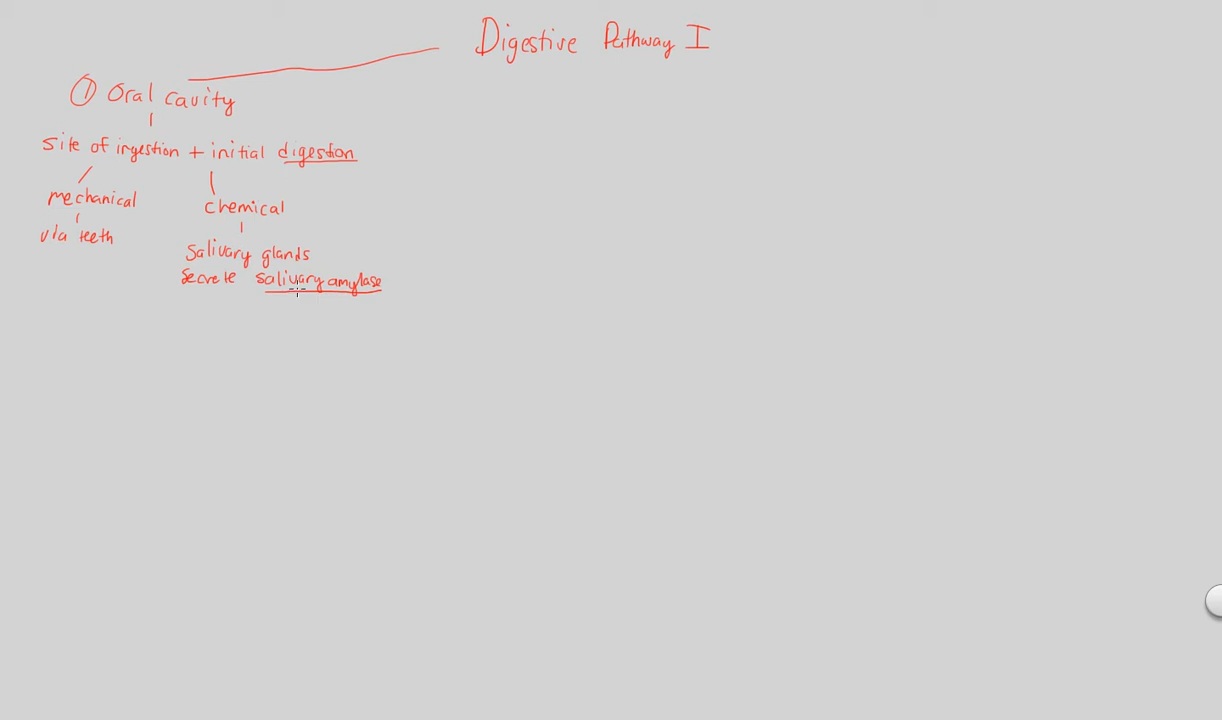 Digestive Pathway I
① Oral cavity
Site of ingestion + initial digestion
mechanical
chemical
via teeth
Salivary glands
secrete salivary amylase